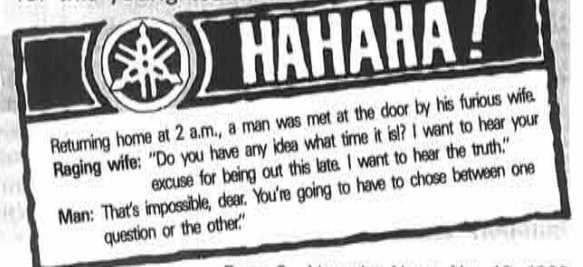 HAHAHA!
Returning home at 2 a.m., a man was met at the door by his furious wife.
Raging wife: "Do you have any idea what time it is!? I want to hear your
excuse for being out this late. I want to hear the truth."
Man: That's impossible, dear. You're going to have to chose between one
question or the other."